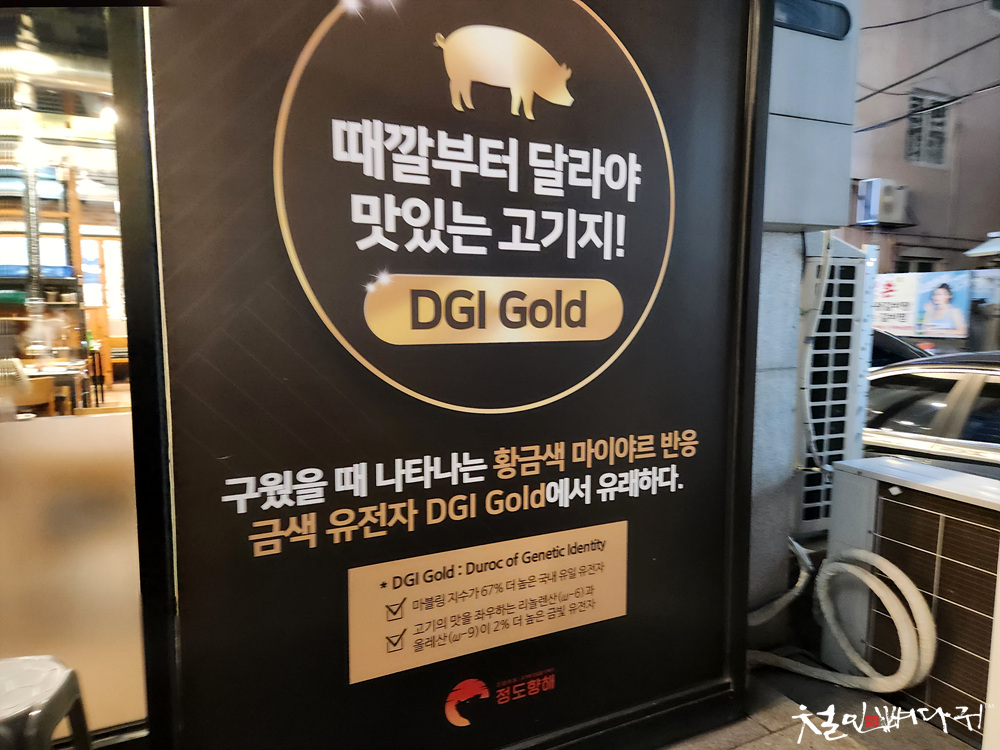 때깔부터 달라야
맛있는 고기지!
DGI Gold
구웠을 때 나타나는 황금색 마이야르 반응
금색 유전자 DGI Gold에서 유래하다.
* DGI Gold : Duroc of Genetic Identity
마블링 지수가 67% 더 높은 국내 유일 유전자
고기의 맛을 좌우하는 리놀렌산(ω-6)과
올레산(ω-9)이 2% 더 높은 금빛 유전자
정도향해